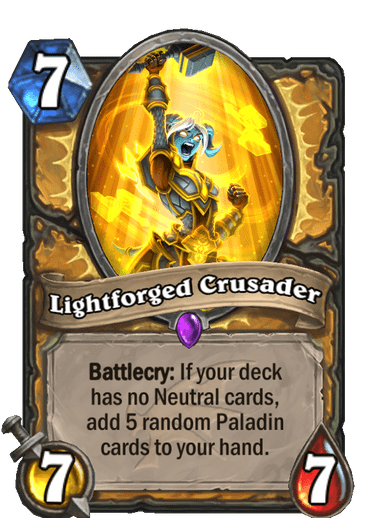 7
Lightforged Crusader
Battlecry: If your deck
has no Neutral cards,
add 5 random Paladin
cards to your hand.
7
7